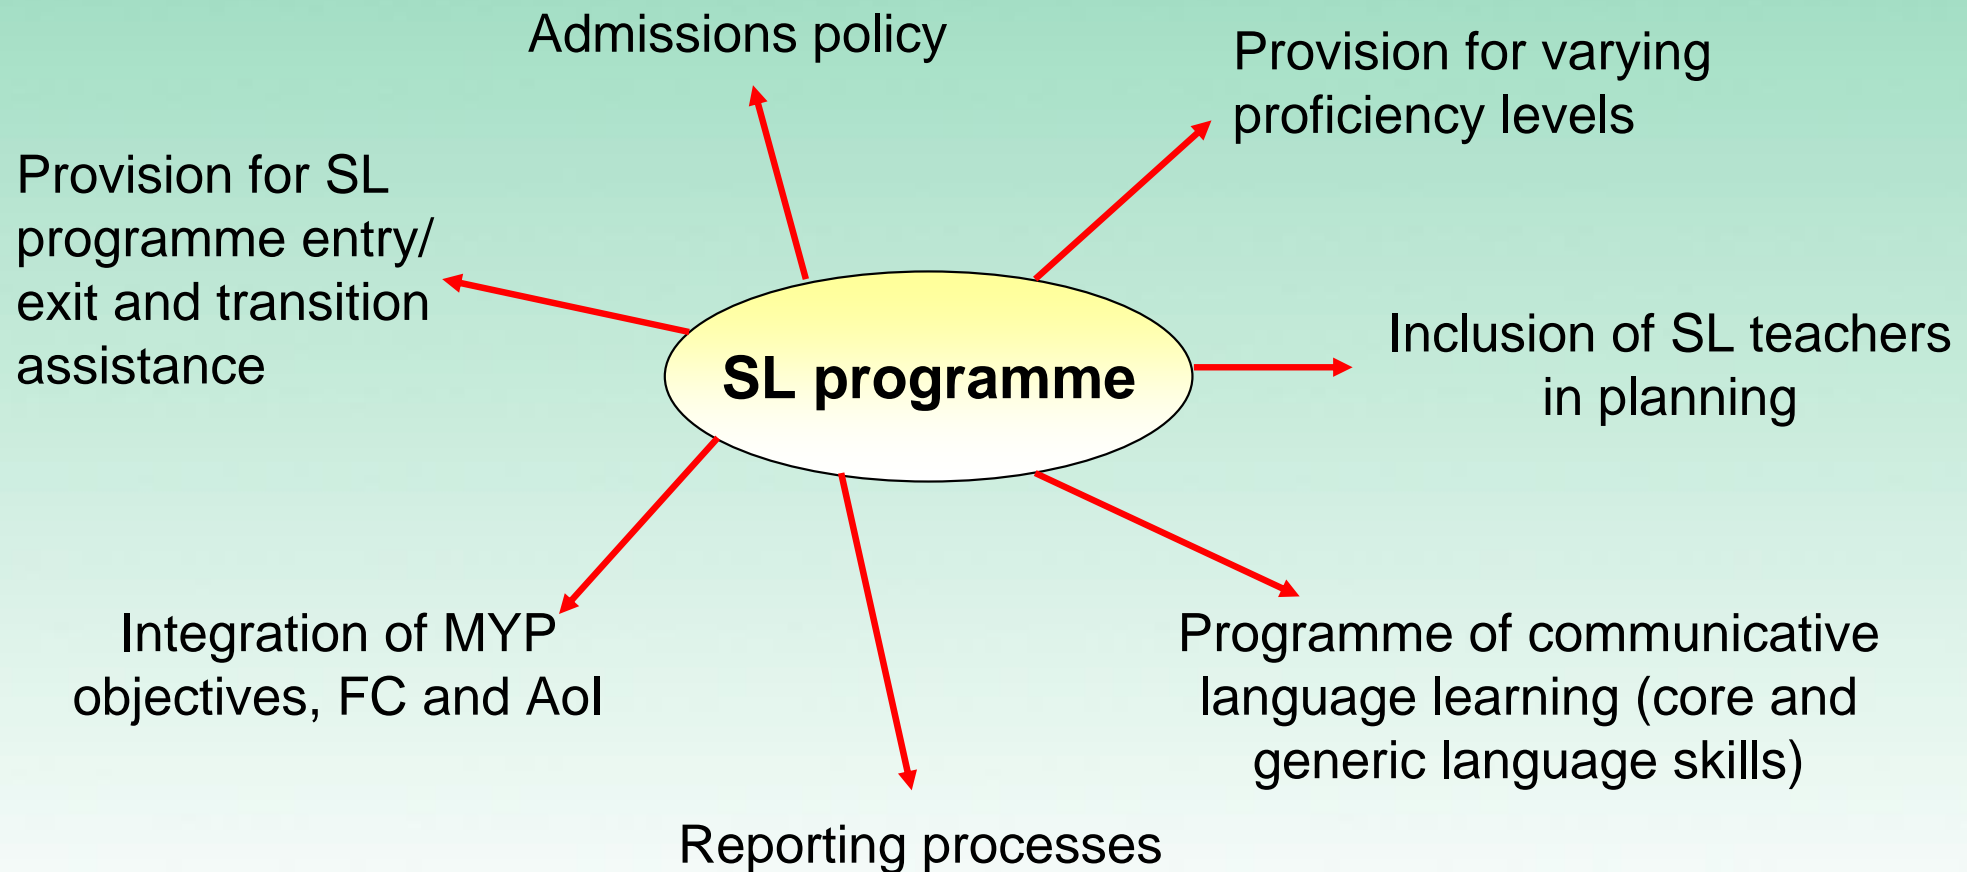 Admissions policy
Provision for varying
proficiency levels
Provision for SL
programme entry/
exit and transition
assistance
SL programme
Inclusion of SL teachers
in planning
Integration of MYP
objectives, FC and AoI
Programme of communicative
language learning (core and
generic language skills)
Reporting processes